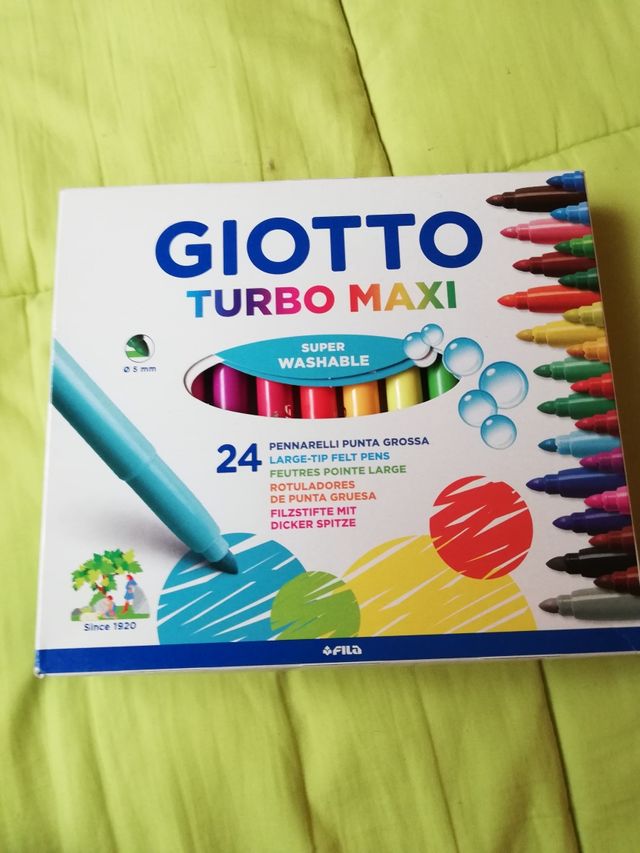 GIOTTO
TURBO MAXI
SUPER
WASHABLE
Ø 5 mm
24 PENNARELLI PUNTA GROSSA
LARGE-TIP FELT PENS
FEUTRES POINTE LARGE
ROTULADORES
DE PUNTA GRUESA
FILZSTIFTE MIT
DICKER SPITZE
Since 1920
FILA